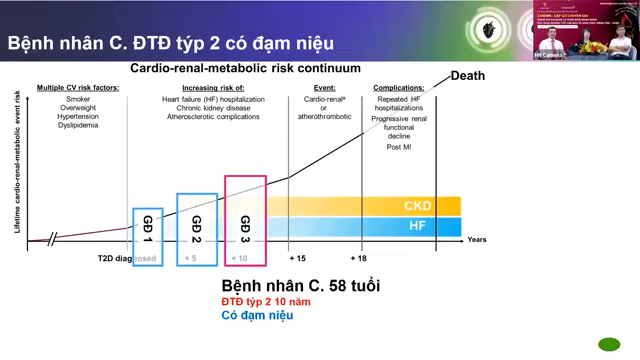 Bệnh nhân C. ĐTĐ týp 2 có đạm niệu
HN Camera
Cardio-renal-metabolic risk continuum
Death
Multiple CV risk factors:
Smoker
Overweight
Hypertension
Dyslipidemia
Increasing risk of:
Heart failure (HF) hospitalization
Chronic kidney disease
Atherosclerotic complications
Event:
Cardio-renalᵃ
or
atherothrombotic
Complications:
Repeated HF
hospitalizations
Progressive renal
functional
decline
Post MI
Lifetime cardio-renal-metabolic event risk
GĐ 1
GĐ 2
GĐ 3
CKD
HF
Years
T2D diagnosed
+ 5
+ 10
+ 15
+ 18
Bệnh nhân C. 58 tuổi
ĐTĐ týp 2 10 năm
Có đạm niệu